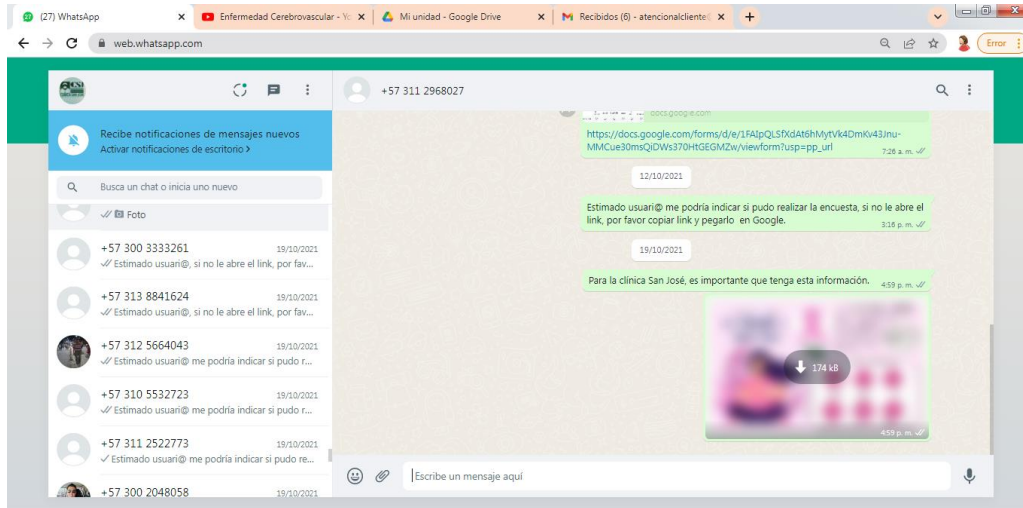 (27) WhatsApp
Enfermedad Cerebrovascular - Yo
Mi unidad - Google Drive
Recibidos (6) - atencionalcliente
web.whatsapp.com
Error
+57 311 2968027
Recibe notificaciones de mensajes nuevos
Activar notificaciones de escritorio >
Busca un chat o inicia uno nuevo
Foto
+57 300 3333261
19/10/2021
Estimado usuari@, si no le abre el link, por fav...
+57 313 8841624
19/10/2021
Estimado usuari@, si no le abre el link, por fav...
+57 312 5664043
19/10/2021
Estimado usuari@ me podría indicar si pudo r...
+57 310 5532723
19/10/2021
Estimado usuari@ me podría indicar si pudo r...
+57 311 2522773
19/10/2021
Estimado usuari@ me podría indicar si pudo re...
+57 300 2048058
19/10/2021
docs.google.com
https://docs.google.com/forms/d/e/1FAIpQLSfXdAt6hMytVk4DmKv43Jnu-
MMCue30msQiDWs370HtGEGMZw/viewform?usp=pp_url
7:26 a. m.
12/10/2021
Estimado usuari@ me podría indicar si pudo realizar la encuesta, si no le abre el
link, por favor copiar link y pegarlo en Google.
3:16 p. m.
19/10/2021
Para la clínica San José, es importante que tenga esta información.
4:59 p. m.
174 kB
4:59 p. m.
Escribe un mensaje aquí